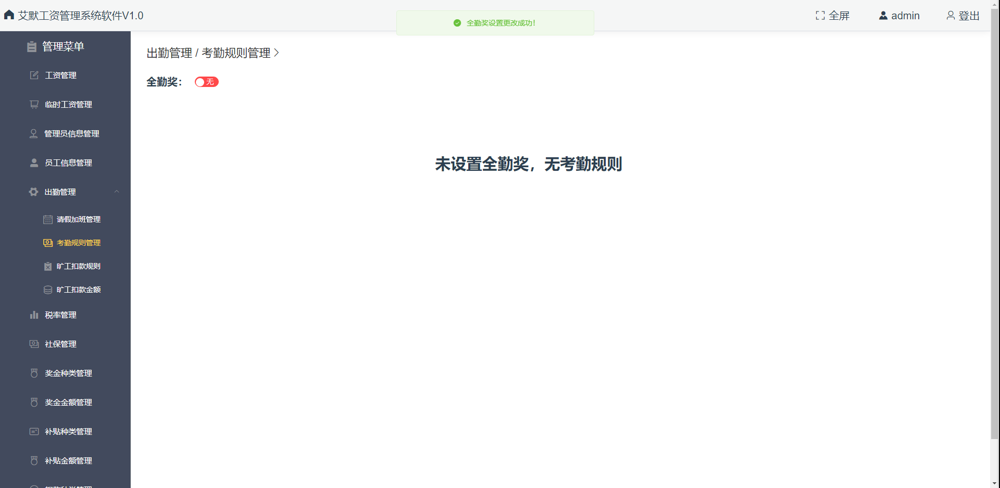 艾默工资管理系统软件V1.0
全勤奖设置更改成功!
全屏
admin
登出
管理菜单
工资管理
临时工资管理
管理员信息管理
员工信息管理
出勤管理
请假加班管理
考勤规则管理
旷工扣款规则
旷工扣款金额
税率管理
社保管理
奖金种类管理
奖金金额管理
补贴种类管理
补贴金额管理
出勤管理 / 考勤规则管理
全勤奖：
无
未设置全勤奖，无考勤规则